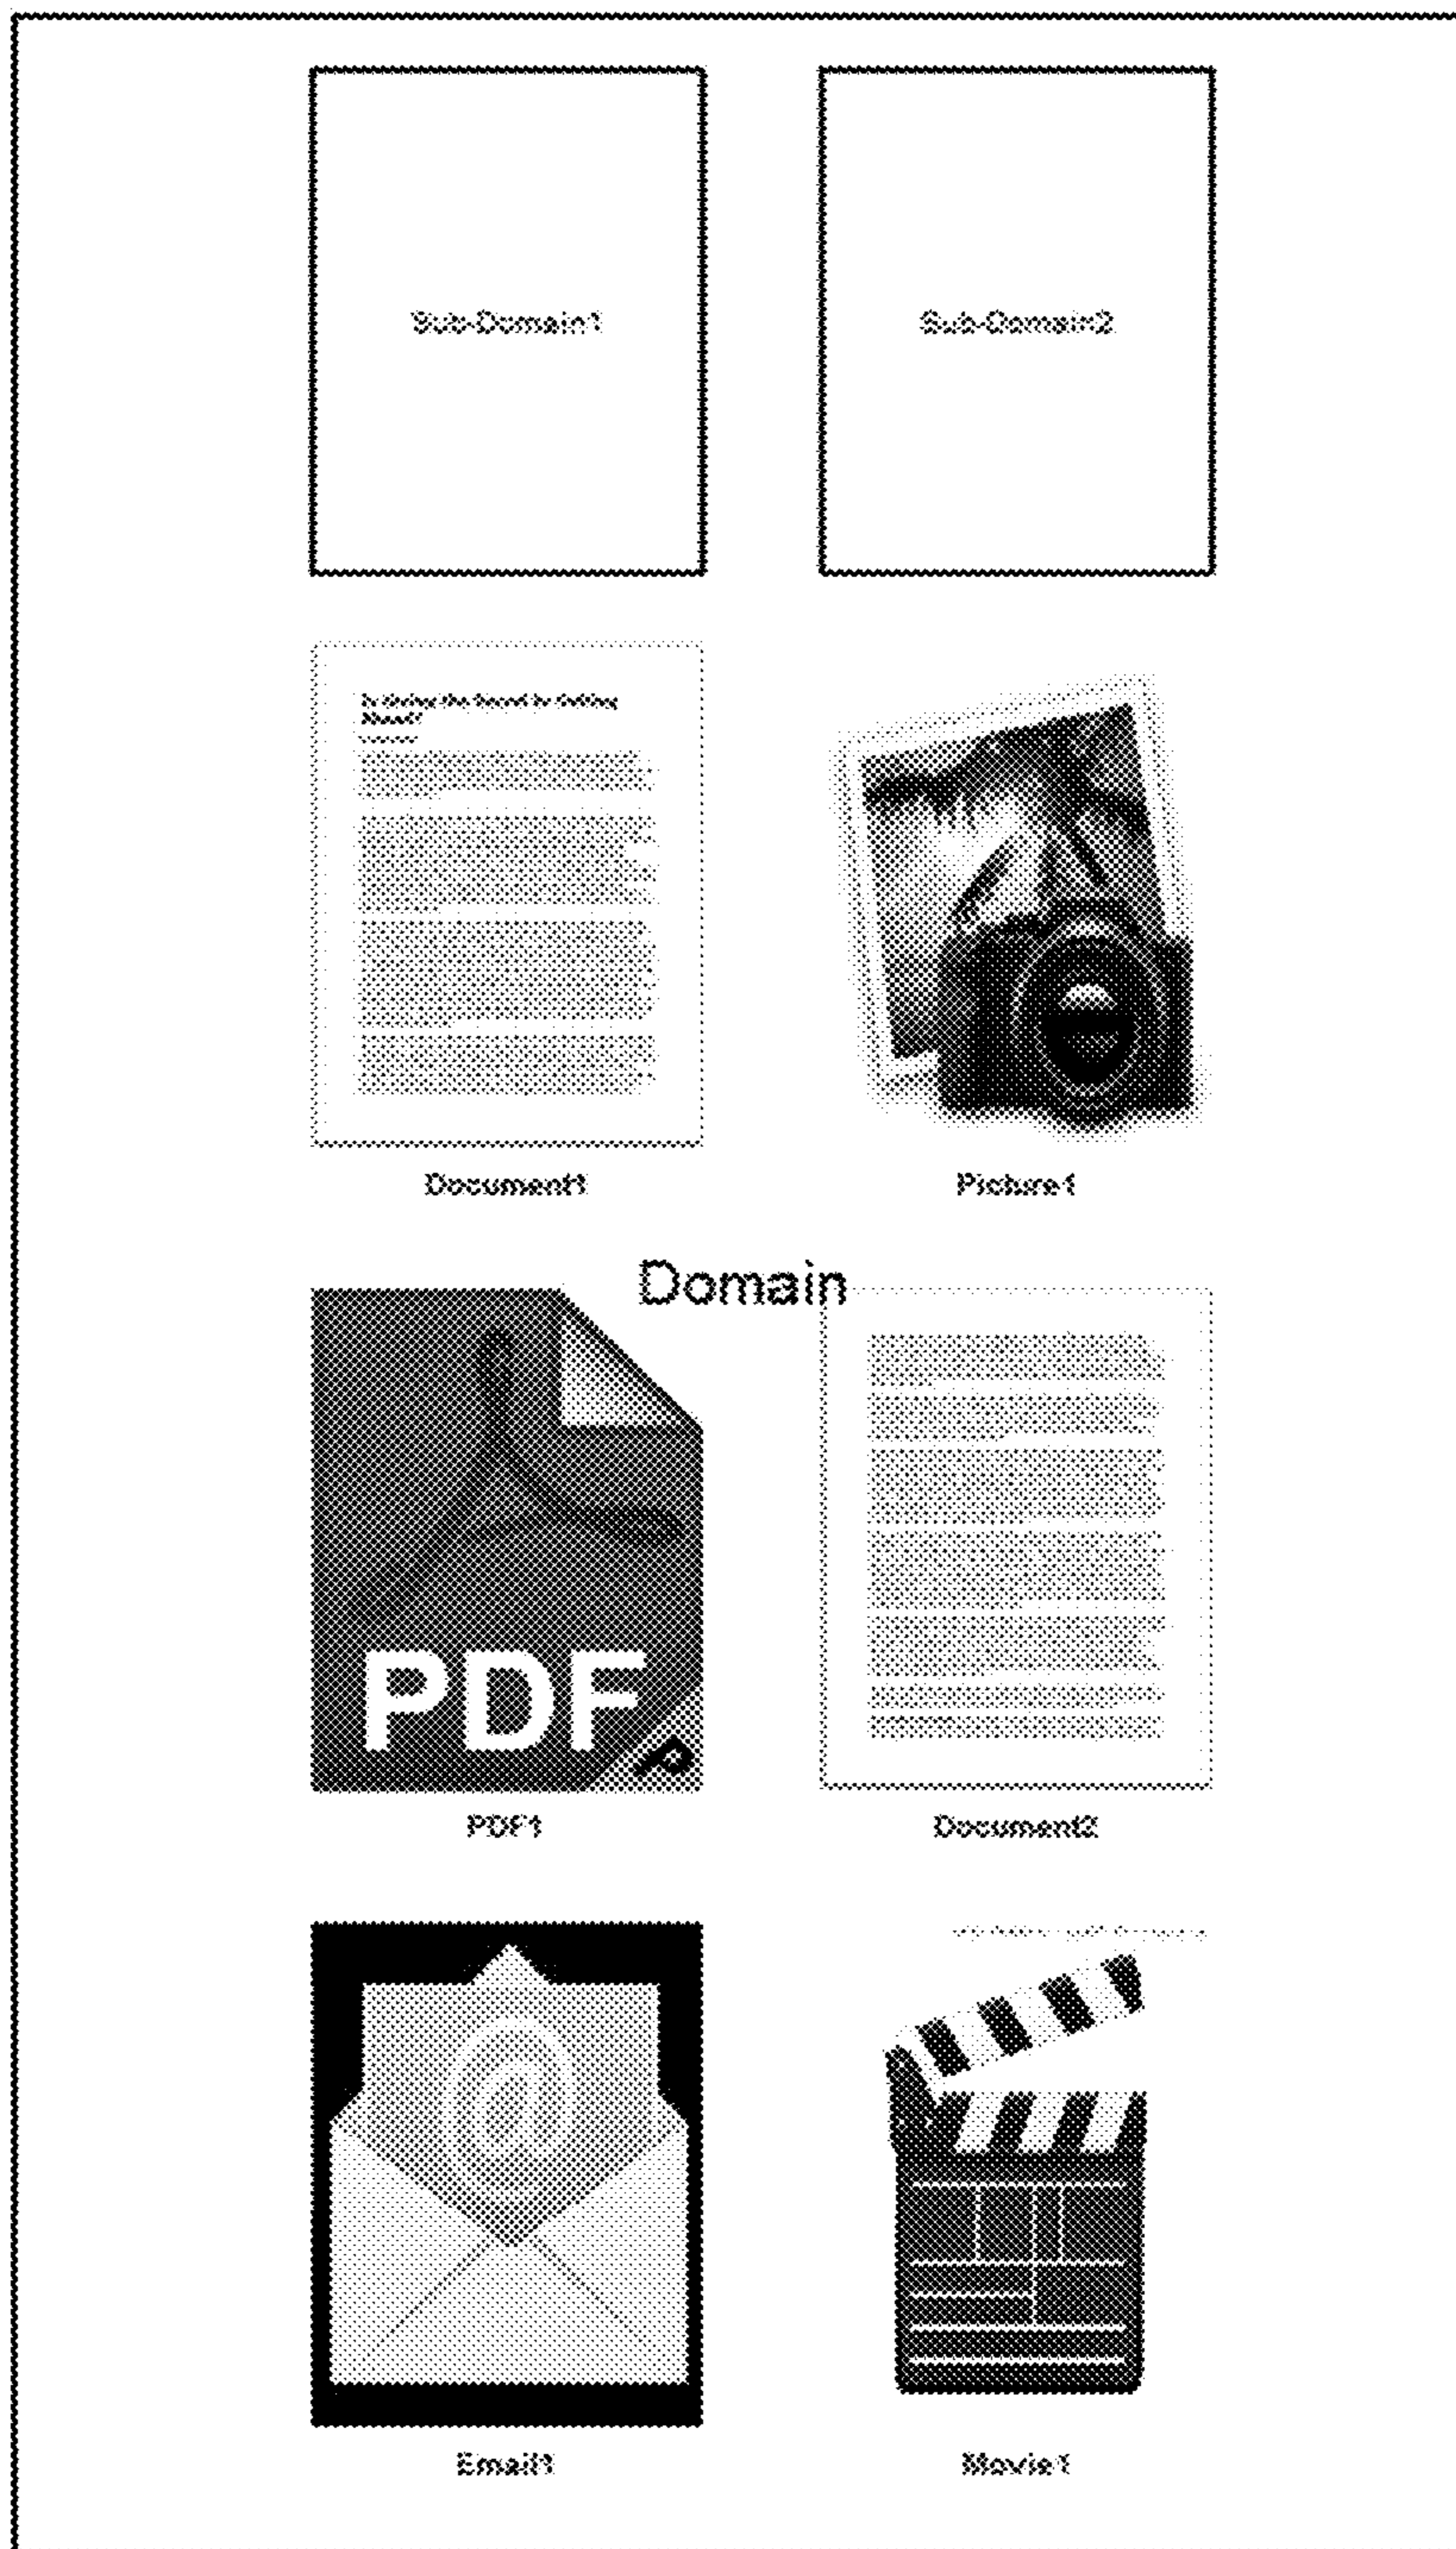 Sub-Domain1
Sub-Domain2
Document1
Picture1
Domain
PDF
PDF1
Document2
Email1
Movie1